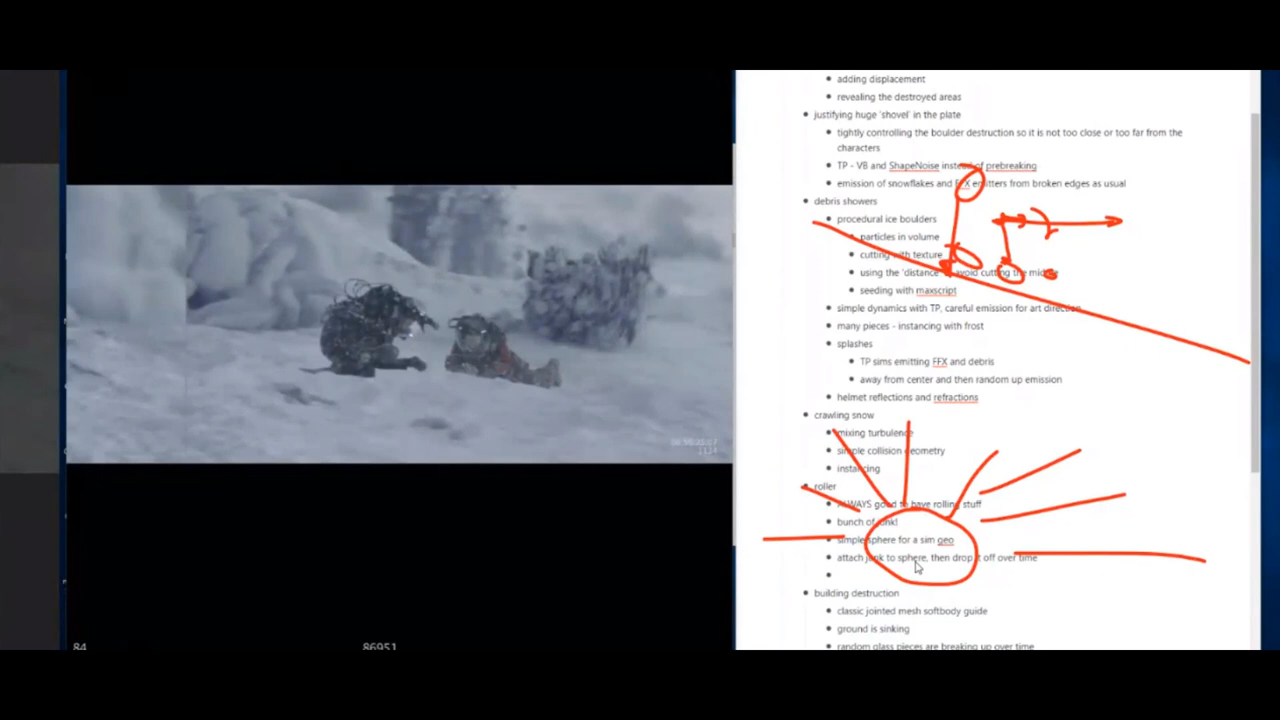 adding displacement
revealing the destroyed areas
justifying huge 'shovel' in the plate
tightly controlling the boulder destruction so it is not too close or too far from the
characters
TP - VB and ShapeNoise instead of prebreaking
emission of snowflakes and FFX emitters from broken edges as usual
debris showers
procedural ice boulders
particles in volume
cutting with texture
using the 'distance' to avoid cutting the middle
seeding with maxscript
simple dynamics with TP, careful emission for art direction
many pieces - instancing with frost
splashes
TP sims emitting FFX and debris
away from center and then random up emission
helmet reflections and refractions
crawling snow
mixing turbulence
simple collision geometry
instancing
roller
ALWAYS good to have rolling stuff
bunch of junk!
simple sphere for a sim geo
attach junk to sphere, then drop it off over time
building destruction
classic jointed mesh softbody guide
ground is sinking
random glass pieces are breaking up over time
84
86951